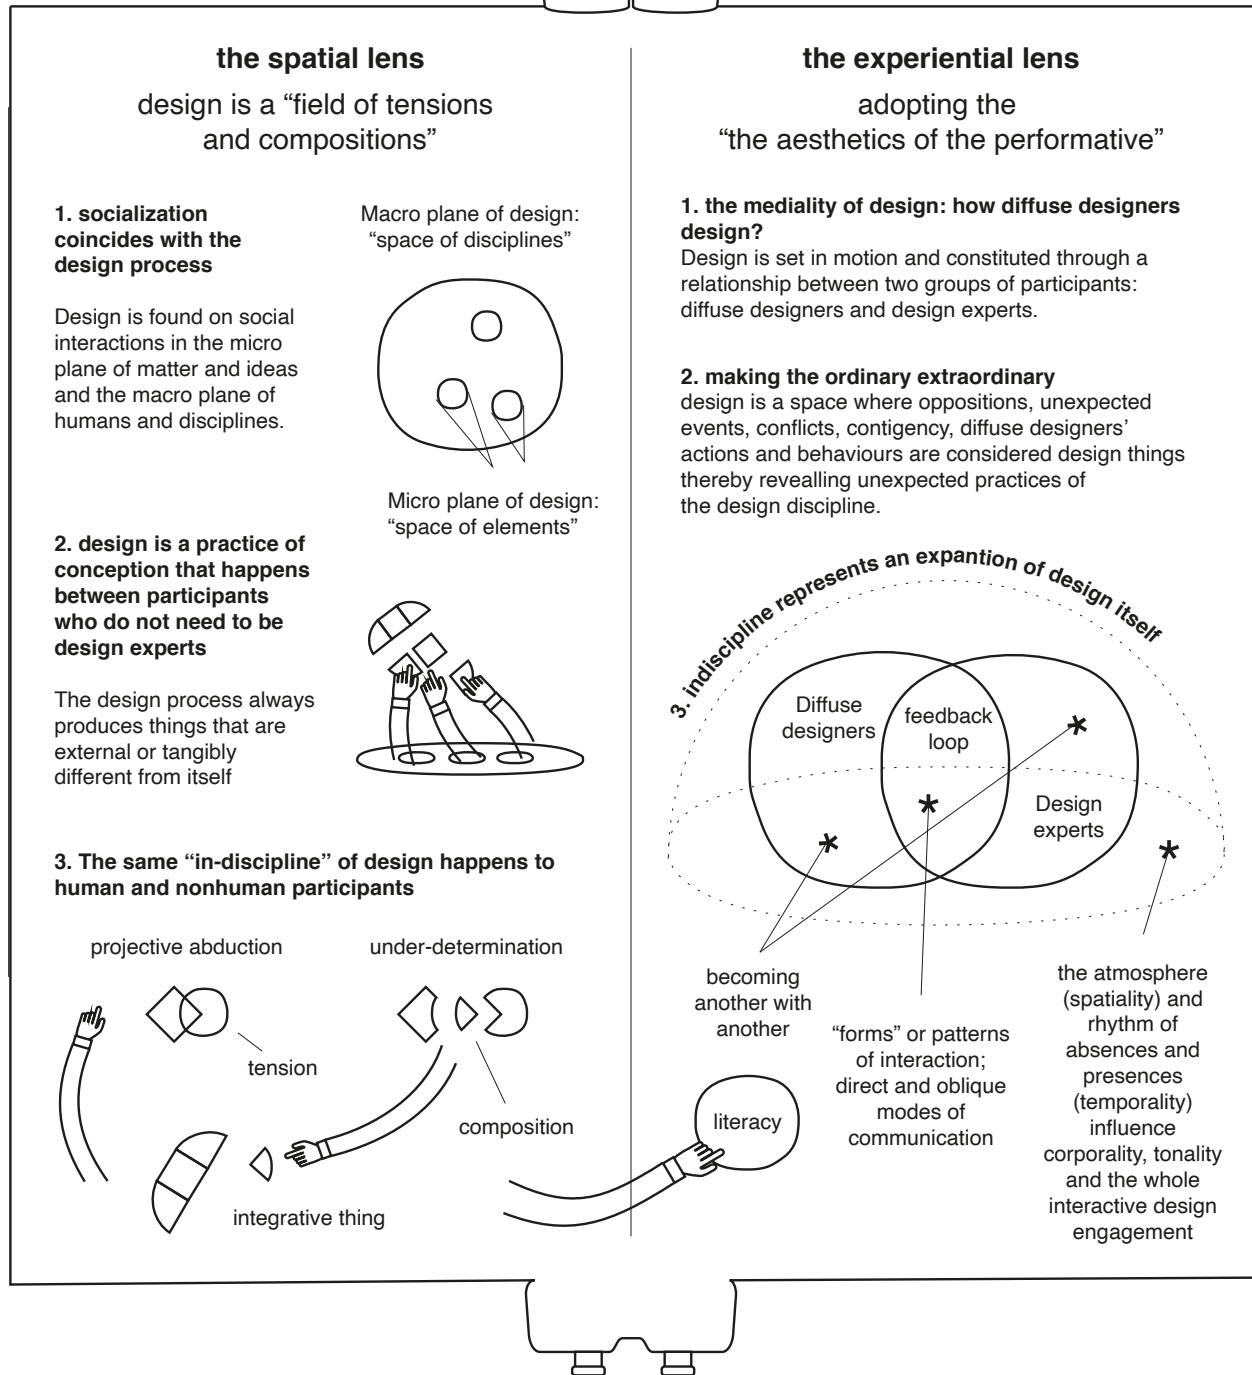 the spatial lens
design is a “field of tensions
and compositions”
1. socialization
coincides with the
design process
Design is found on social
interactions in the micro
plane of matter and ideas
and the macro plane of
humans and disciplines.
Macro plane of design:
“space of disciplines”
Micro plane of design:
“space of elements”
2. design is a practice of
conception that happens
between participants
who do not need to be
design experts
The design process always
produces things that are
external or tangibly
different from itself
3. The same “in-discipline” of design happens to
human and nonhuman participants
projective abduction
under-determination
tension
composition
integrative thing
the experiential lens
adopting the
“the aesthetics of the performative”
1. the mediality of design: how diffuse designers
design?
Design is set in motion and constituted through a
relationship between two groups of participants:
diffuse designers and design experts.
2. making the ordinary extraordinary
design is a space where oppositions, unexpected
events, conflicts, contigency, diffuse designers’
actions and behaviours are considered design things
thereby revealling unexpected practices of
the design discipline.
3. indiscipline represents an expantion of design itself
Diffuse
designers
feedback
loop
Design
experts
becoming
another with
another
“forms” or patterns
of interaction;
direct and oblique
modes of
communication
the atmosphere
(spatiality) and
rhythm of
absences and
presences
(temporality)
influence
corporality, tonality
and the whole
interactive design
engagement
literacy